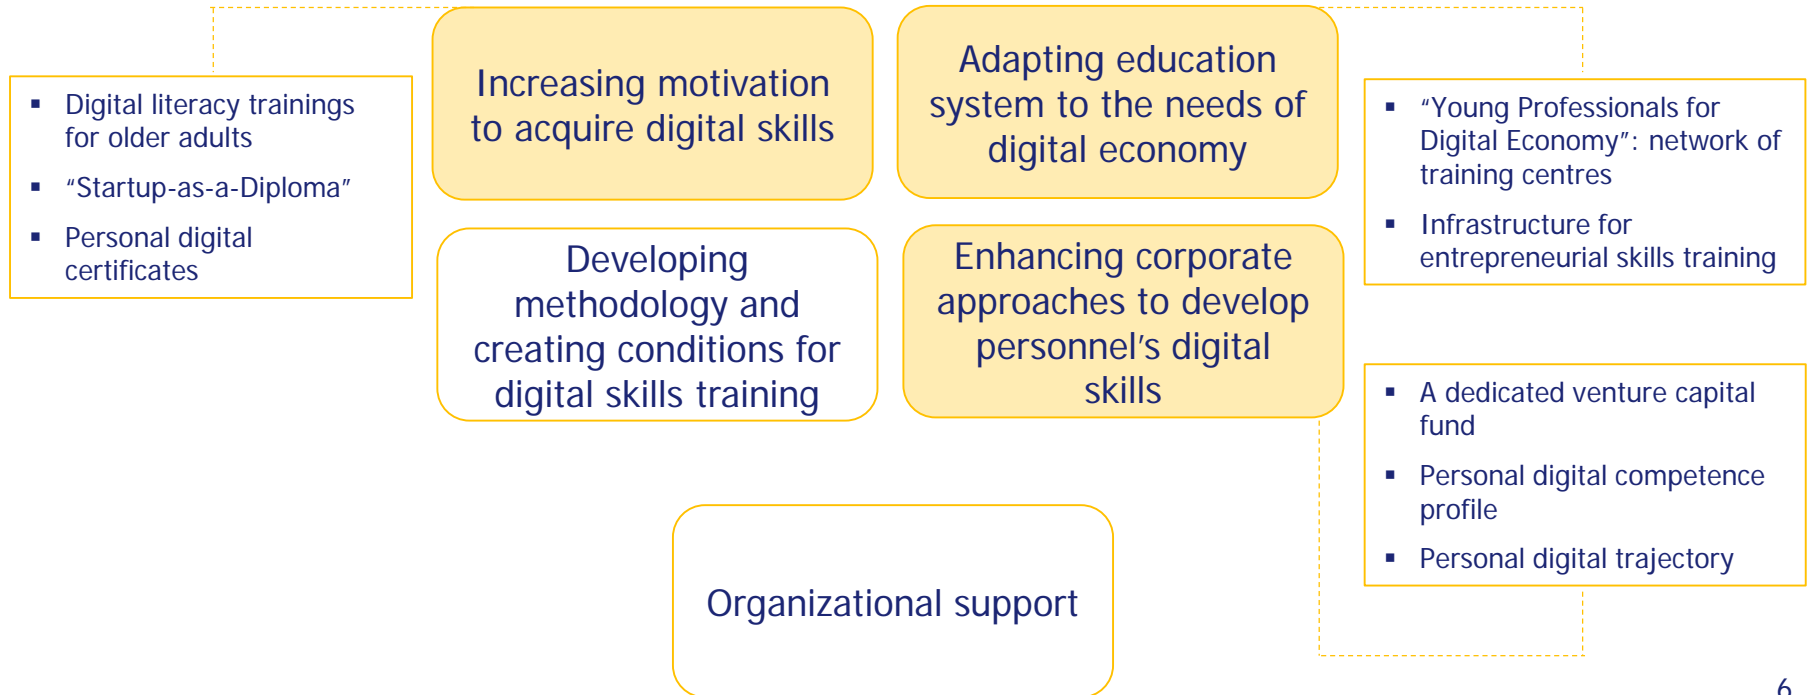 Increasing motivation
to acquire digital skills
Adapting education
system to the needs of
digital economy
▪ Digital literacy trainings
for older adults
▪ “Startup-as-a-Diploma”
▪ Personal digital
certificates
▪ “Young Professionals for
Digital Economy”: network of
training centres
▪ Infrastructure for
entrepreneurial skills training
Developing
methodology and
creating conditions for
digital skills training
Enhancing corporate
approaches to develop
personnel’s digital
skills
▪ A dedicated venture capital
fund
▪ Personal digital competence
profile
▪ Personal digital trajectory
Organizational support
6